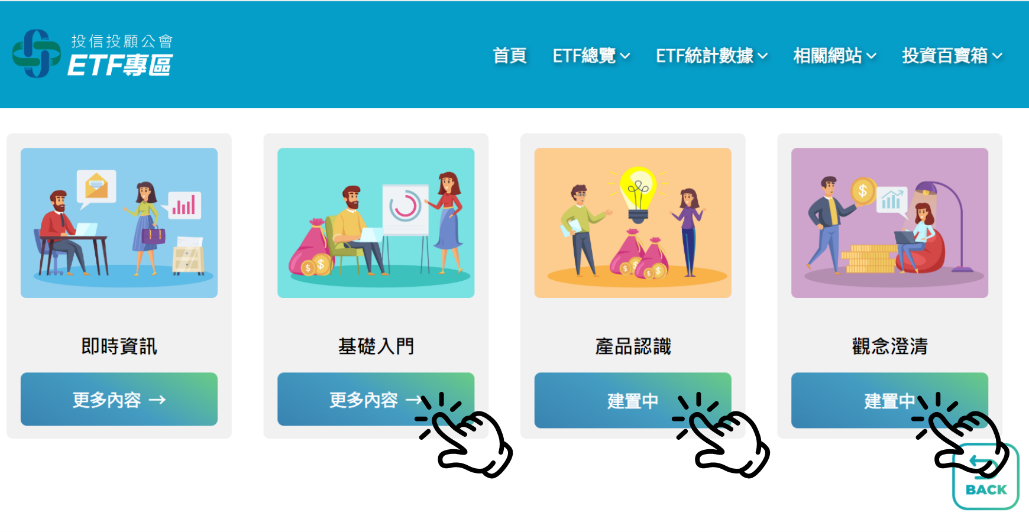 投信投顧公會
ETF專區
首頁 ETF總覽 ETF統計數據 相關網站 投資百寶箱
即時資訊 基礎入門 產品認識 觀念澄清
更多內容 → 更多內容 → 建置中 建置中
BACK